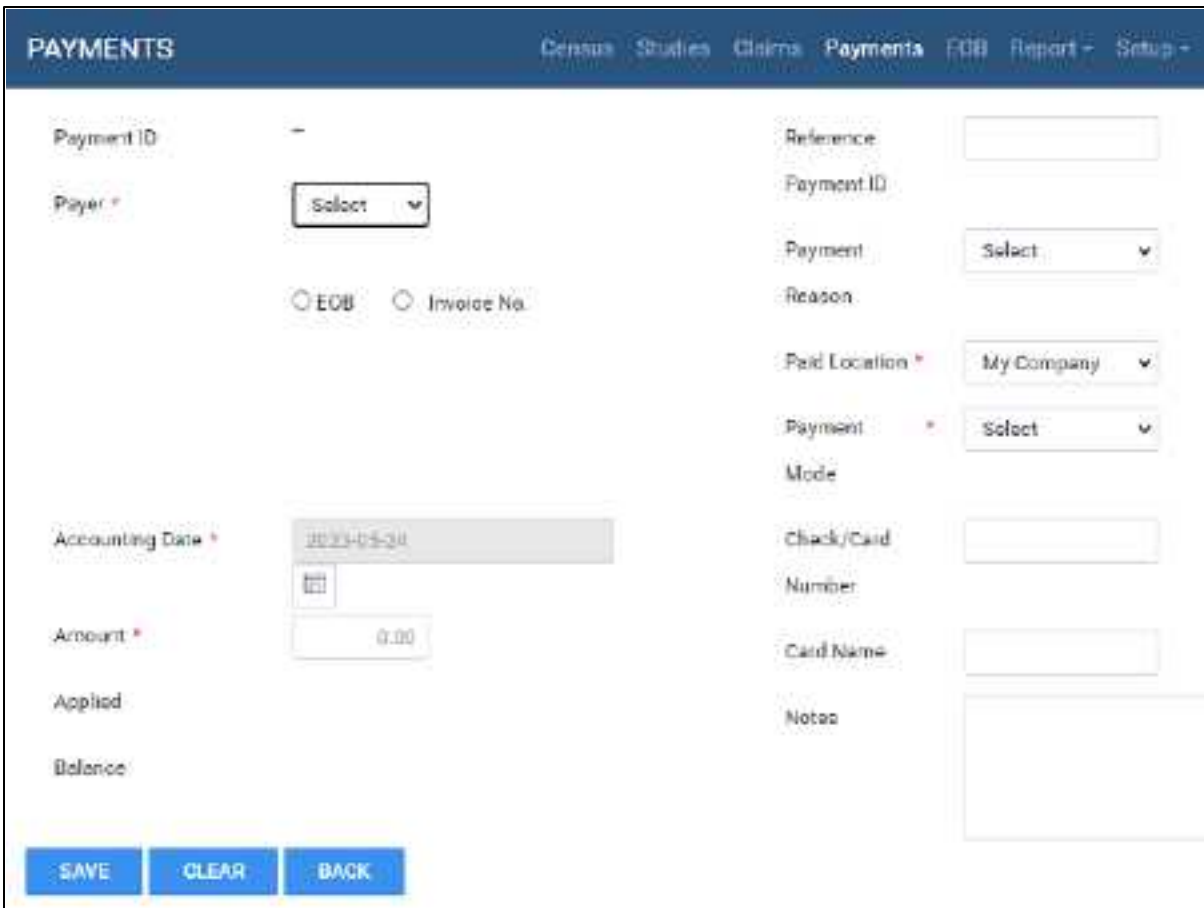 PAYMENTS
Census Studies Claims Payments EOB Report Setup
Payment ID –
Payer * Select
EOB Invoice No.
Accounting Date *
Amount * 0.00
Applied
Balance
Reference
Payment ID
Payment Select
Reason
Paid Location * My Company
Payment * Select
Mode
Check/Card
Number
Card Name
Notes
SAVE CLEAR BACK